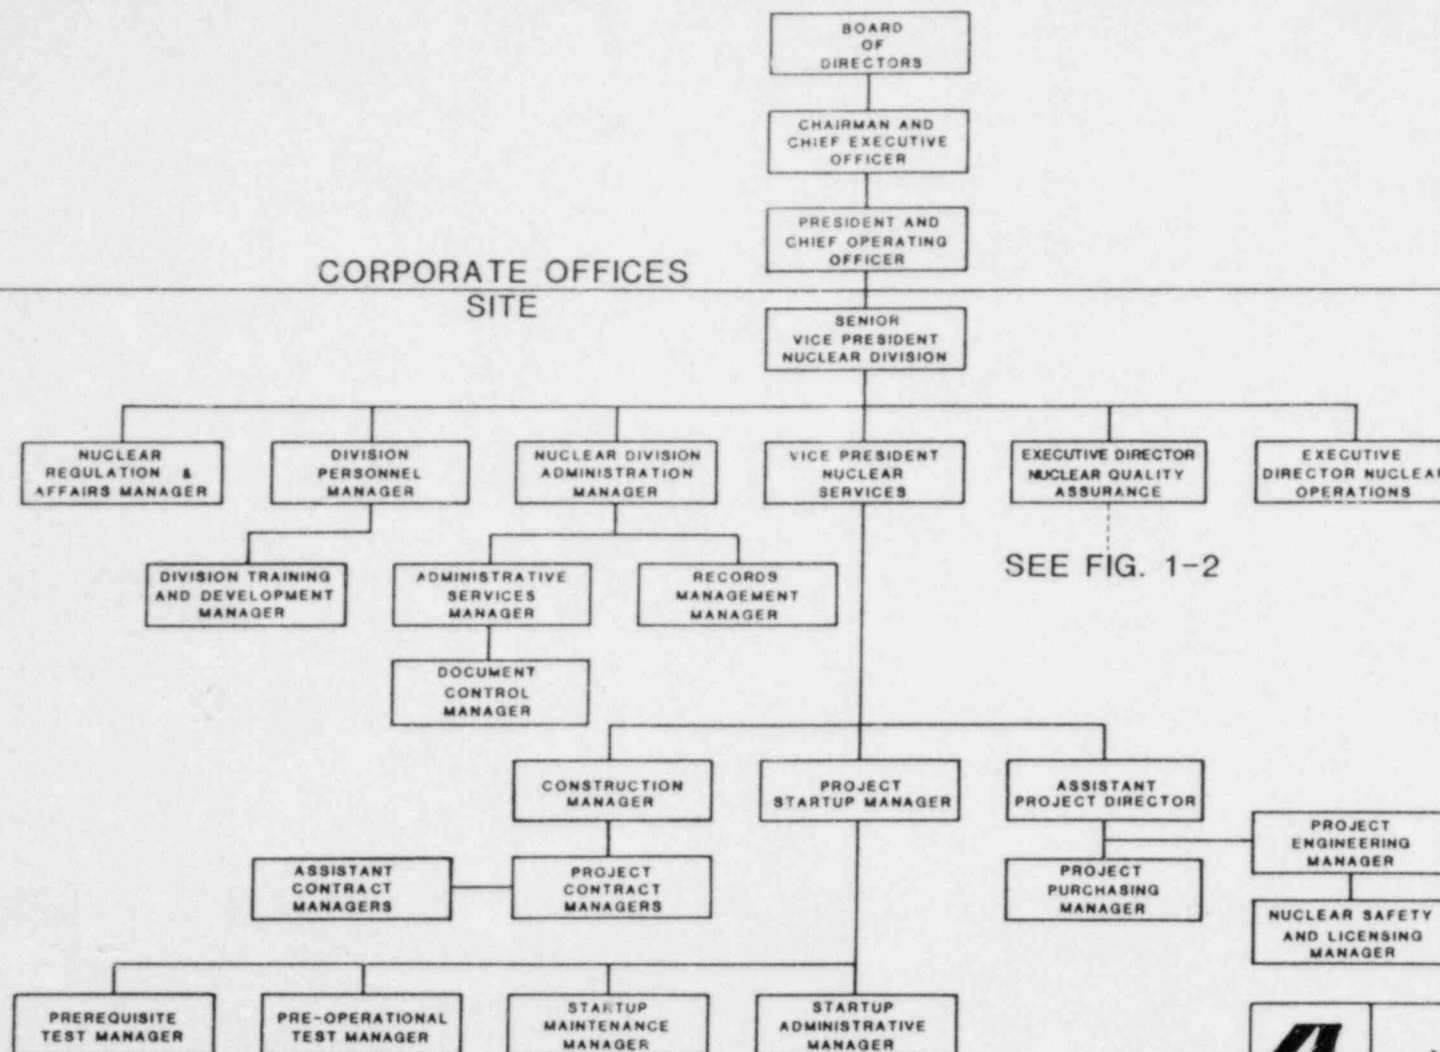 BOARD
OF
DIRECTORS
CHAIRMAN AND
CHIEF EXECUTIVE
OFFICER
PRESIDENT AND
CHIEF OPERATING
OFFICER
CORPORATE OFFICES
SITE
SENIOR
VICE PRESIDENT
NUCLEAR DIVISION
NUCLEAR
REGULATION &
AFFAIRS MANAGER
DIVISION
PERSONNEL
MANAGER
NUCLEAR DIVISION
ADMINISTRATION
MANAGER
VICE PRESIDENT
NUCLEAR
SERVICES
EXECUTIVE DIRECTOR
NUCLEAR QUALITY
ASSURANCE
EXECUTIVE
DIRECTOR NUCLEAR
OPERATIONS
SEE FIG. 1-2
DIVISION TRAINING
AND DEVELOPMENT
MANAGER
ADMINISTRATIVE
SERVICES
MANAGER
RECORDS
MANAGEMENT
MANAGER
DOCUMENT
CONTROL
MANAGER
CONSTRUCTION
MANAGER
PROJECT
STARTUP MANAGER
ASSISTANT
PROJECT DIRECTOR
PROJECT
ENGINEERING
MANAGER
ASSISTANT
CONTRACT
MANAGERS
PROJECT
CONTRACT
MANAGERS
PROJECT
PURCHASING
MANAGER
NUCLEAR SAFETY
AND LICENSING
MANAGER
PREREQUISITE
TEST MANAGER
PRE-OPERATIONAL
TEST MANAGER
STARTUP
MAINTENANCE
MANAGER
STARTUP
ADMINISTRATIVE
MANAGER